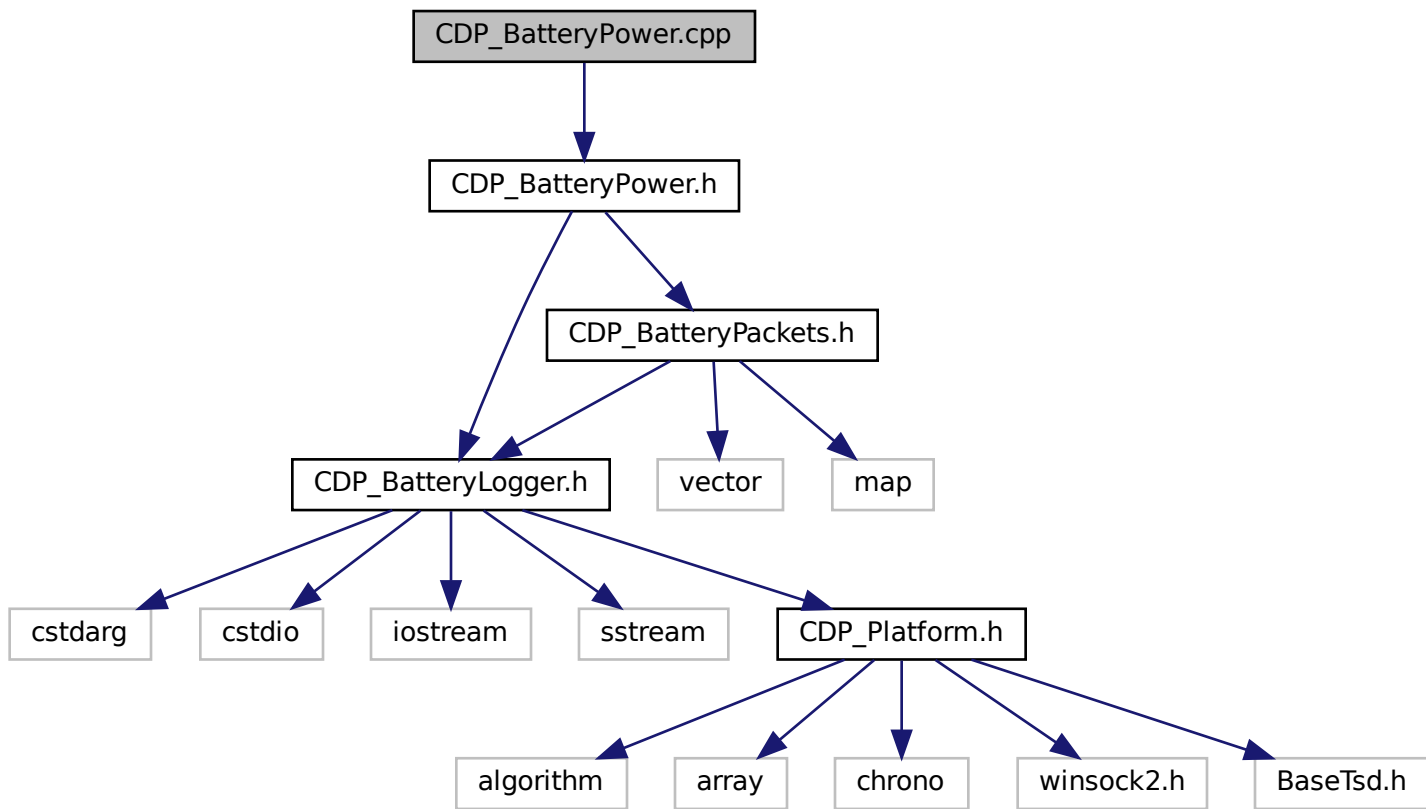 CDP_BatteryPower.cpp
CDP_BatteryPower.h
CDP_BatteryPackets.h
CDP_BatteryLogger.h
vector
map
cstdarg
cstdio
iostream
sstream
CDP_Platform.h
algorithm
array
chrono
winsock2.h
BaseTsd.h